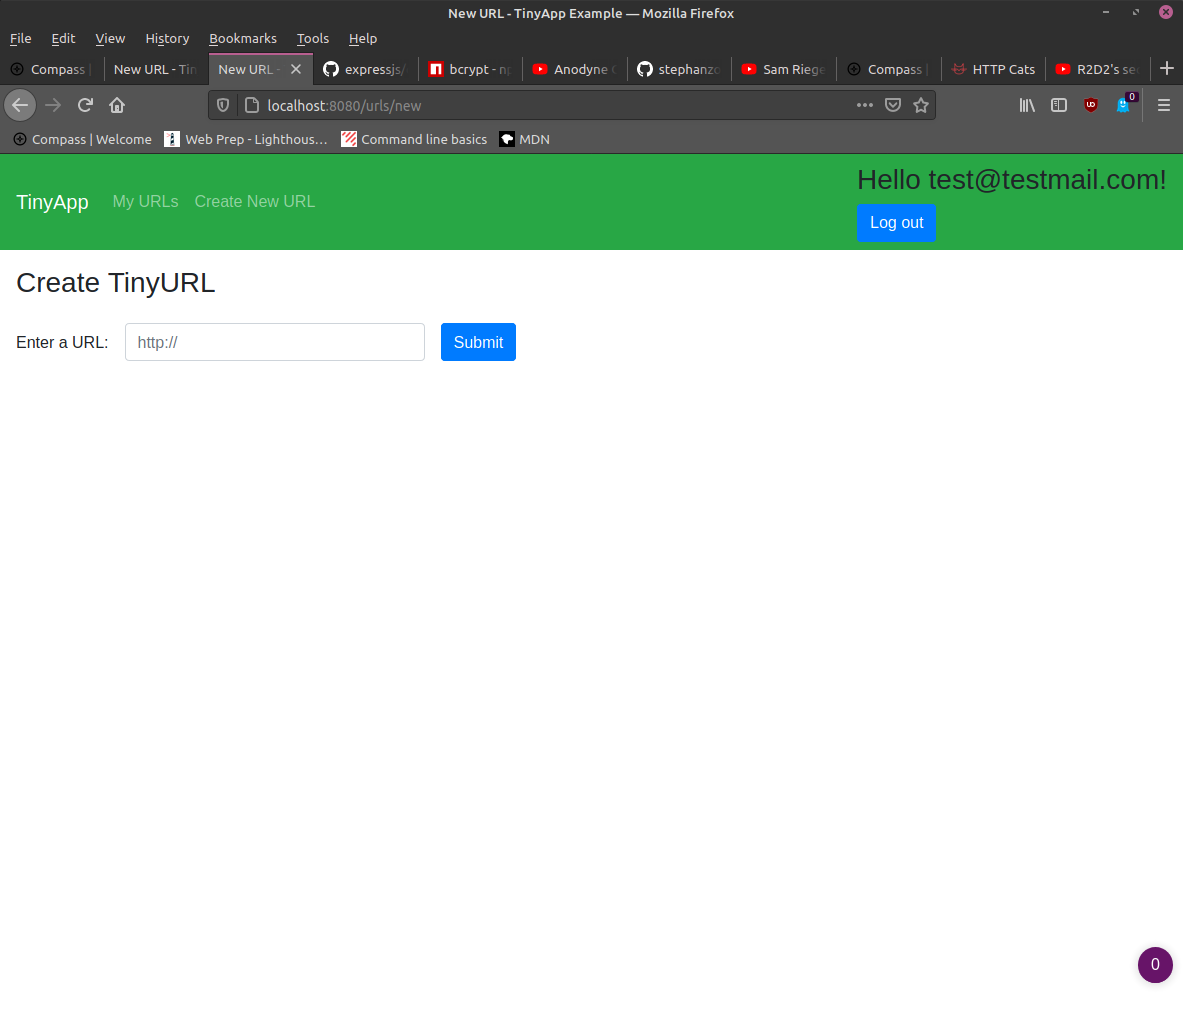 New URL - TinyApp Example — Mozilla Firefox
File Edit View History Bookmarks Tools Help
Compass | New URL - Tin New URL - expressjs/ bcrypt - np Anodyne stephanzo Sam Riege Compass | HTTP Cats R2D2's sec
localhost:8080/urls/new 0
Compass | Welcome Web Prep - Lighthous… Command line basics MDN
Hello test@testmail.com!
TinyApp My URLs Create New URL
Log out
Create TinyURL
Enter a URL: http:// Submit
0